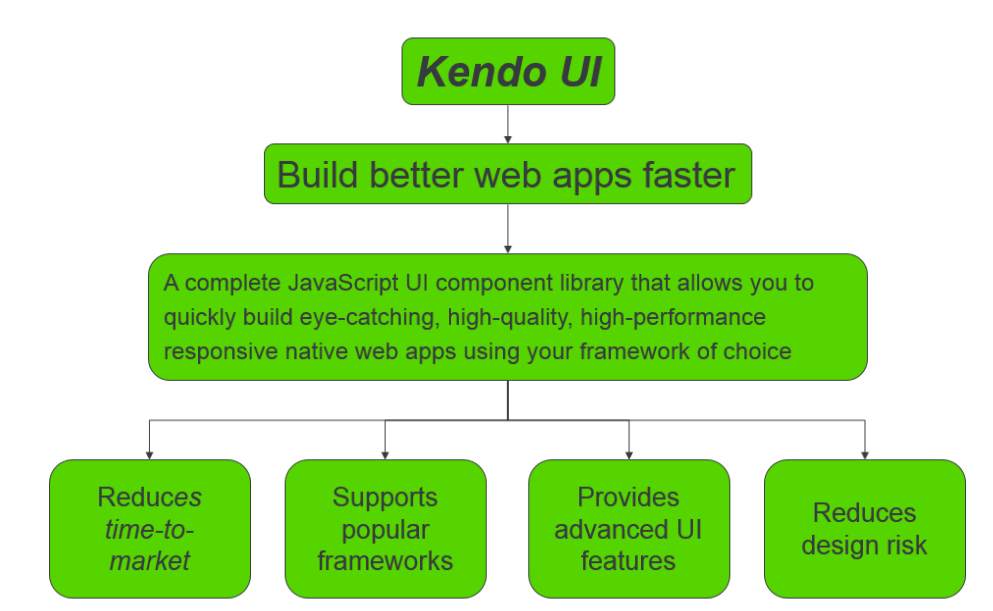 Kendo UI
Build better web apps faster
A complete JavaScript UI component library that allows you to
quickly build eye-catching, high-quality, high-performance
responsive native web apps using your framework of choice
Reduces
time-to-
market
Supports
popular
frameworks
Provides
advanced UI
features
Reduces
design risk